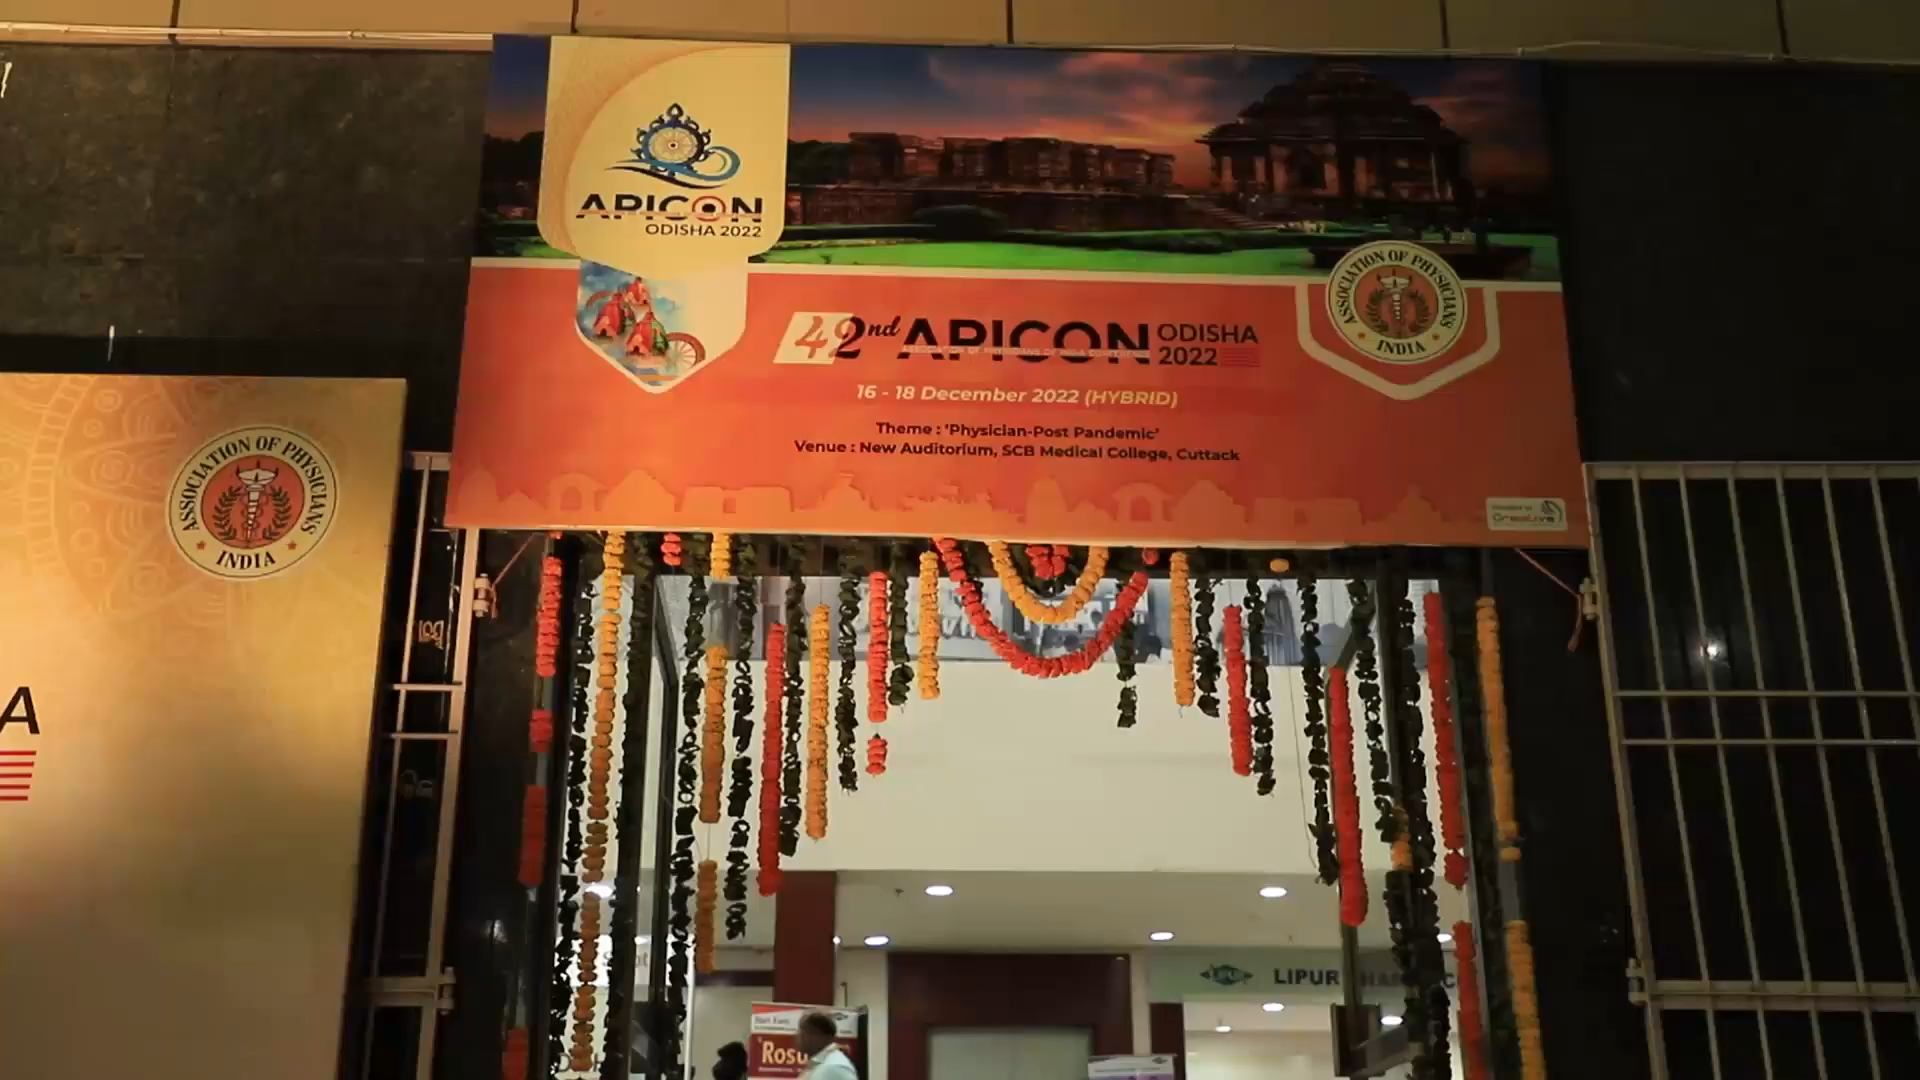 APICON
ODISHA 2022
ASSOCIATION OF PHYSICIANS
INDIA
42nd APICON ODISHA
2022
16 - 18 December 2022 (HYBRID)
Theme : 'Physician-Post Pandemic'
Venue : New Auditorium, SCB Medical College, Cuttack
ASSOCIATION OF PHYSICIANS
INDIA
A
LIPUR
Rosu